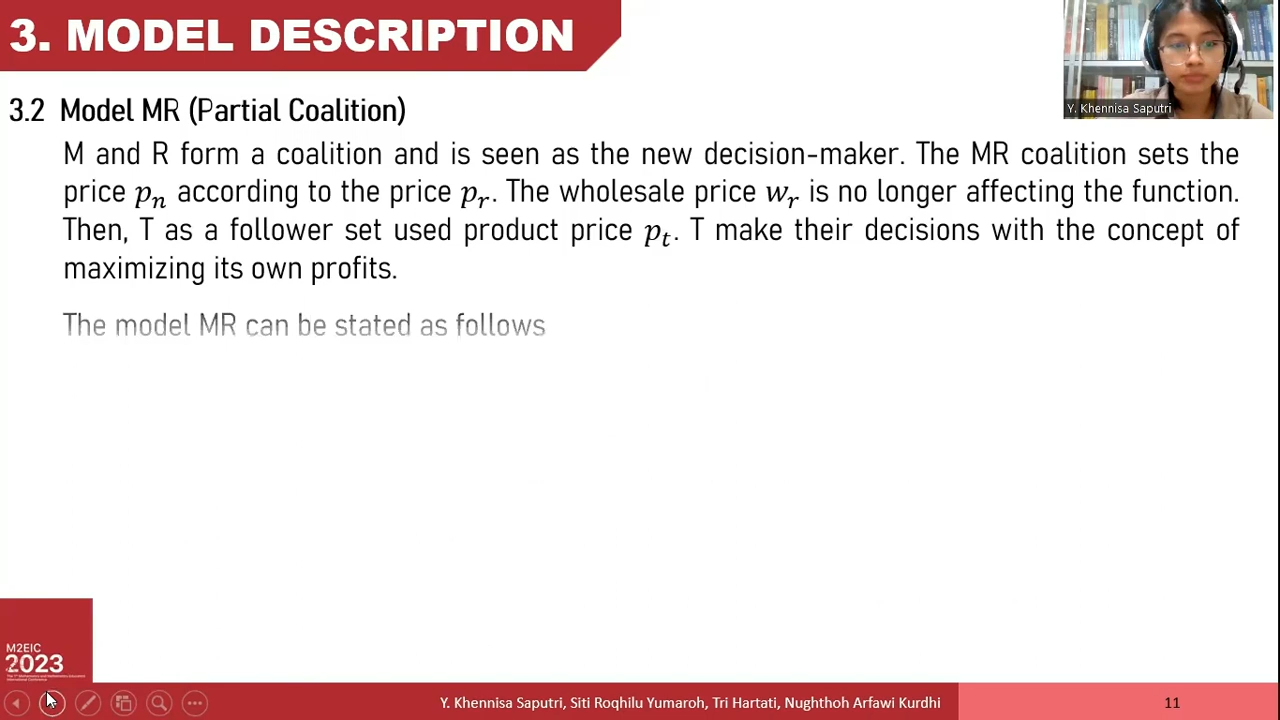 3. MODEL DESCRIPTION
Y. Khennisa Saputri
3.2 Model MR (Partial Coalition)
M and R form a coalition and is seen as the new decision-maker. The MR coalition sets the
price pₙ according to the price pᵣ. The wholesale price wᵣ is no longer affecting the function.
Then, T as a follower set used product price pₜ. T make their decisions with the concept of
maximizing its own profits.
The model MR can be stated as follows
M2EIC
2023
Y. Khennisa Saputri, Siti Roqhilu Yumaroh, Tri Hartati, Nughthoh Arfawi Kurdhi
11